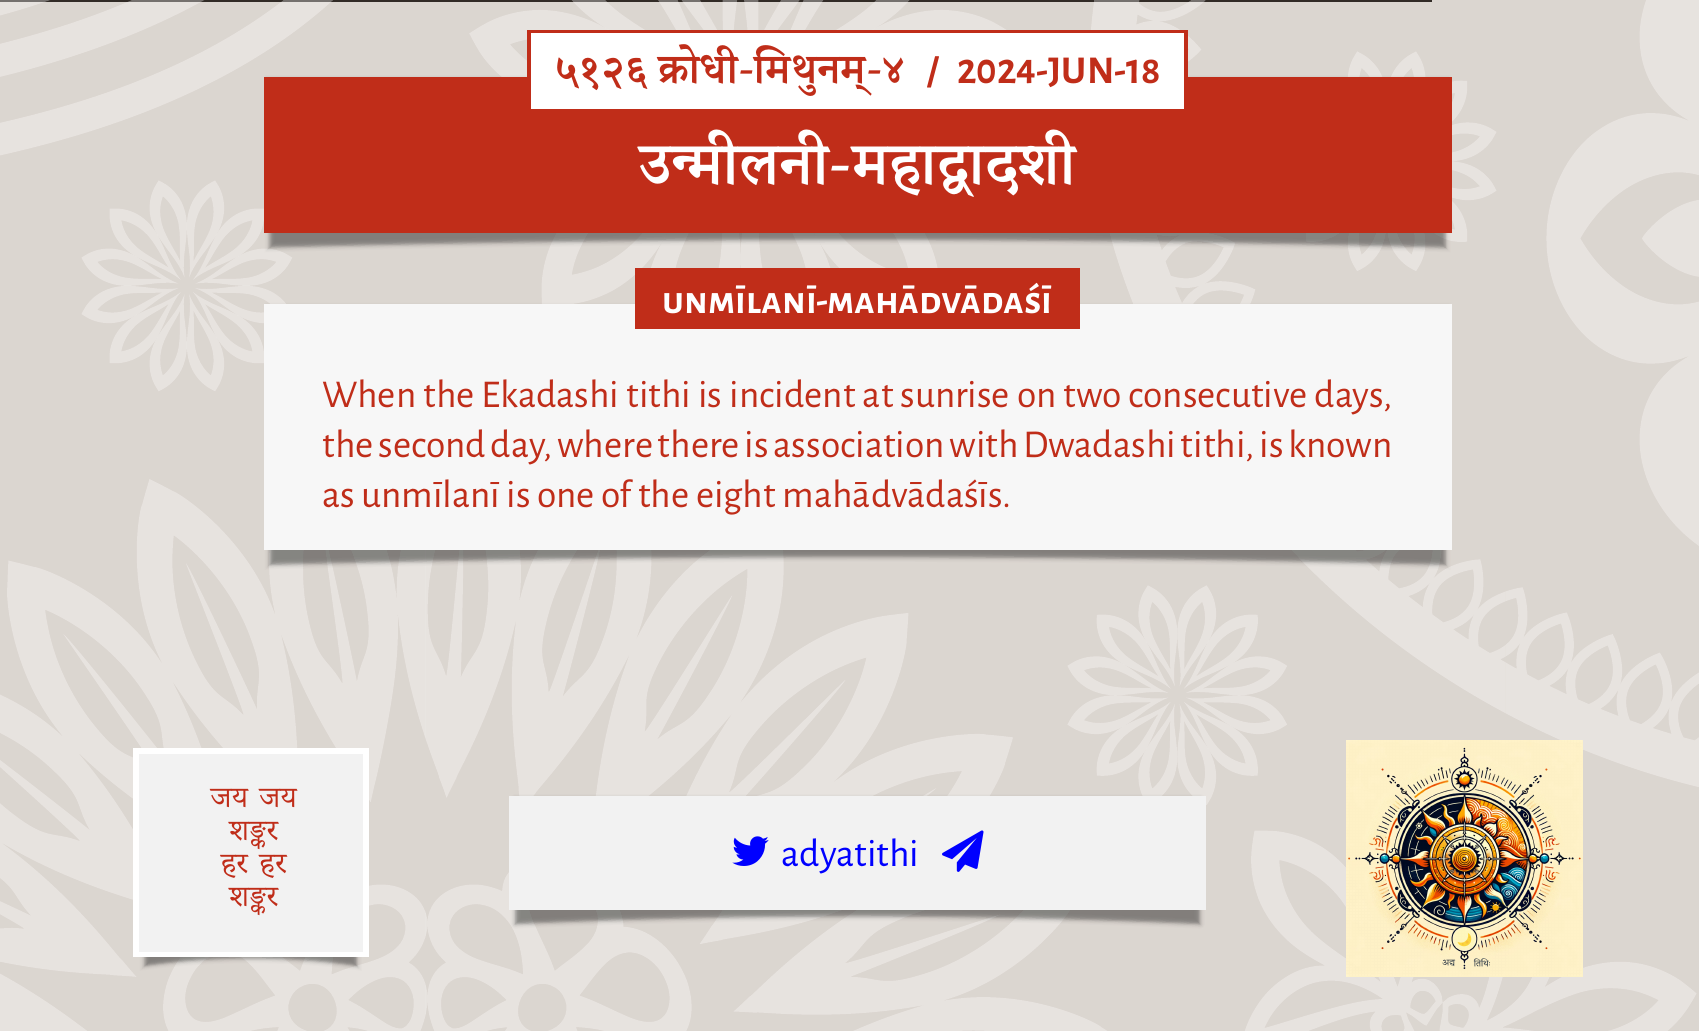 ५१२६ क्रोधी-मिथुनम्-४ / 2024-JUN-18
उन्मीलनी-महाद्वादशी
UNMĪLANĪ-MAHĀDVĀDAŚĪ
When the Ekadashi tithi is incident at sunrise on two consecutive days,
the second day, where there is association with Dwadashi tithi, is known
as unmīlanī is one of the eight mahādvādaśīs.
जय जय
शङ्कर
हर हर
शङ्कर
adyatithi
अद्य तिथिः